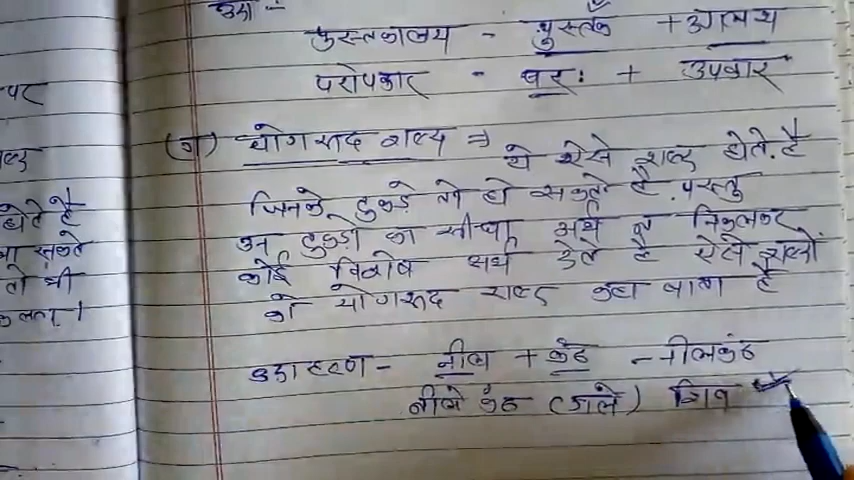 उदा :-
पुस्तकालय - पुस्तक + आलय
परोपकार - पर : + उपकार
पर
होते है
(ग) योगरूढ शब्द ⇒ ये ऐसे शब्द होते है
जिनके टुकड़े तो हो सकते है परन्तु
उन टुकड़ो का सीधा अर्थ न निकलकर
कोई विशेष अर्थ देते है ऐसे शब्दों
को योगरूढ शब्द कहा जाता है
उदाहरण - नील + कंठ - नीलकंठ
नीले कंठ (गले) शिव